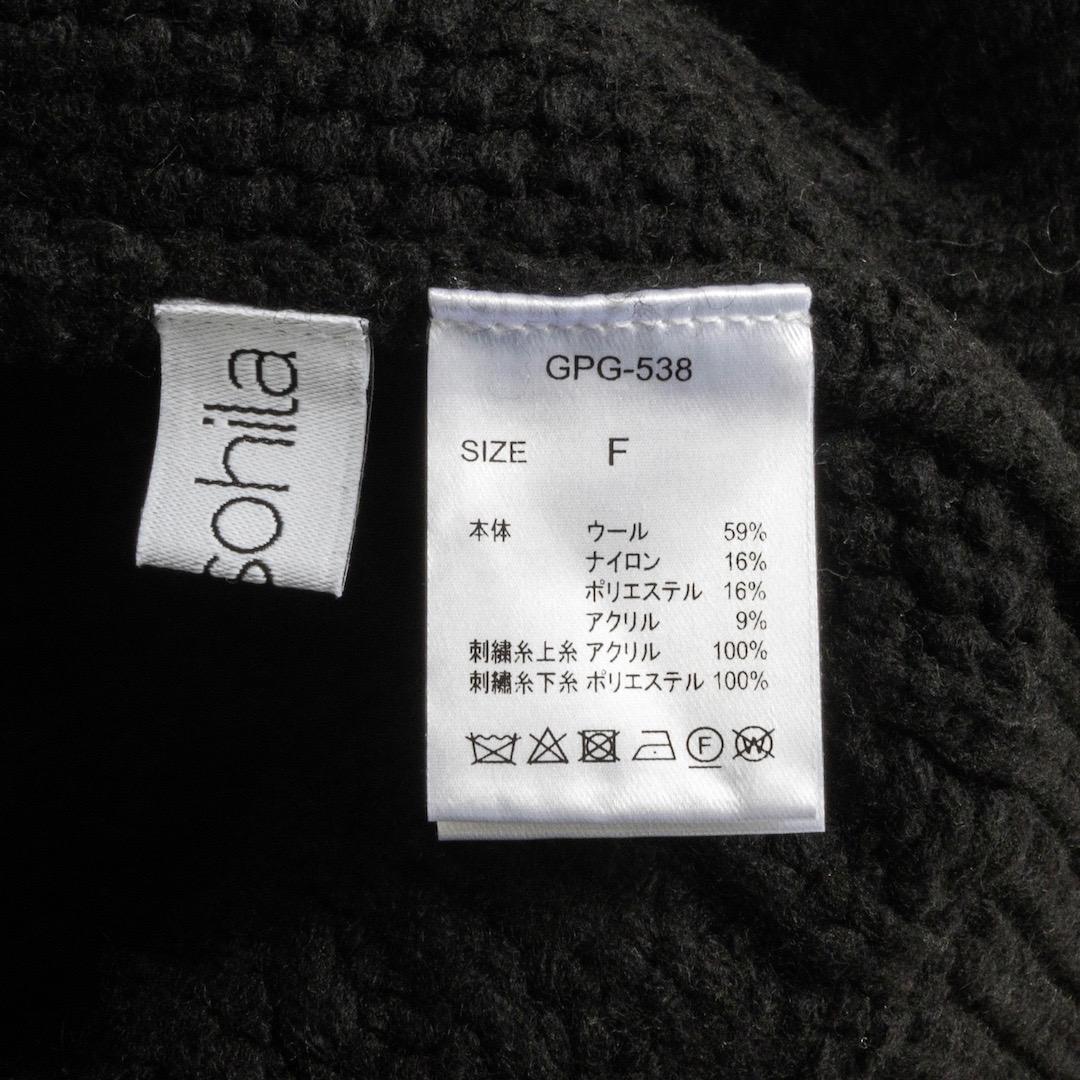 sohila
GPG-538
SIZE F
本体 ウール 59%
ナイロン 16%
ポリエステル 16%
アクリル 9%
刺繍糸上糸 アクリル 100%
刺繍糸下糸 ポリエステル 100%
F W